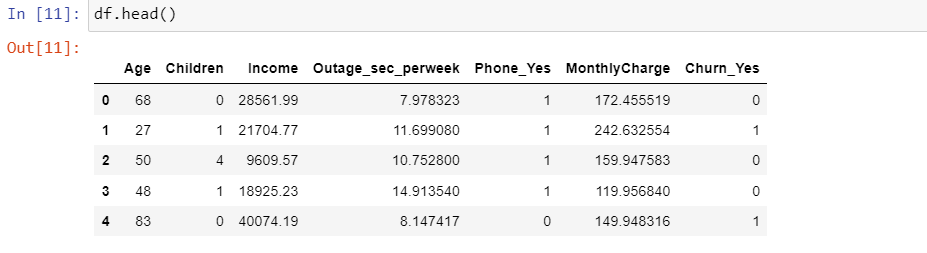 In [11]: df.head()
Out[11]:
Age Children Income Outage_sec_perweek Phone_Yes MonthlyCharge Churn_Yes
0 68 0 28561.99 7.978323 1 172.455519 0
1 27 1 21704.77 11.699080 1 242.632554 1
2 50 4 9609.57 10.752800 1 159.947583 0
3 48 1 18925.23 14.913540 1 119.956840 0
4 83 0 40074.19 8.147417 0 149.948316 1